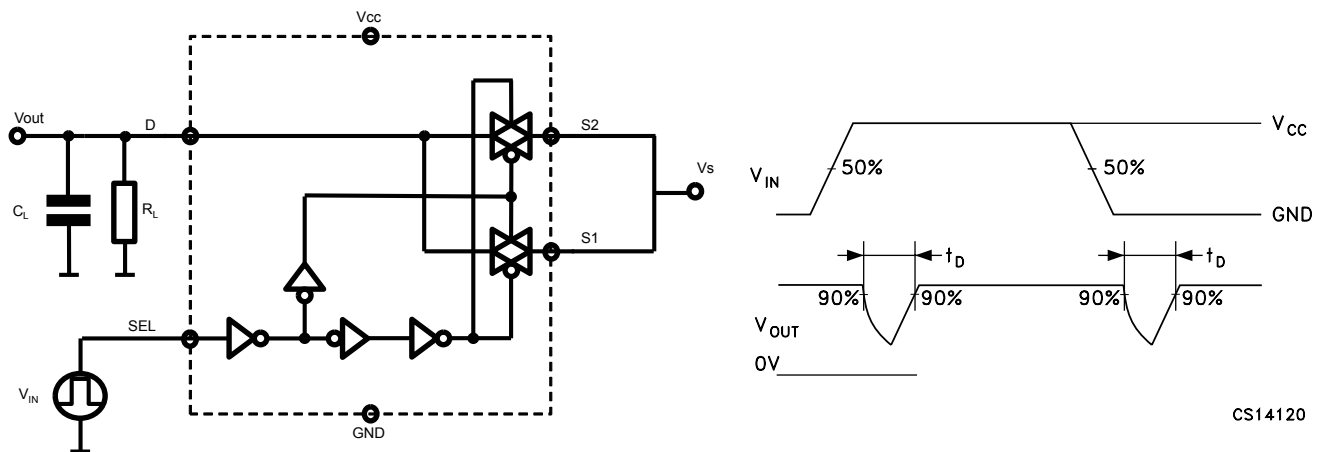 Vcc
Vout
D
S2
Vs
CL
RL
S1
SEL
VIN
GND
VCC
VIN
50%
50%
GND
tD
tD
90%
90%
90%
90%
VOUT
0V
CS14120